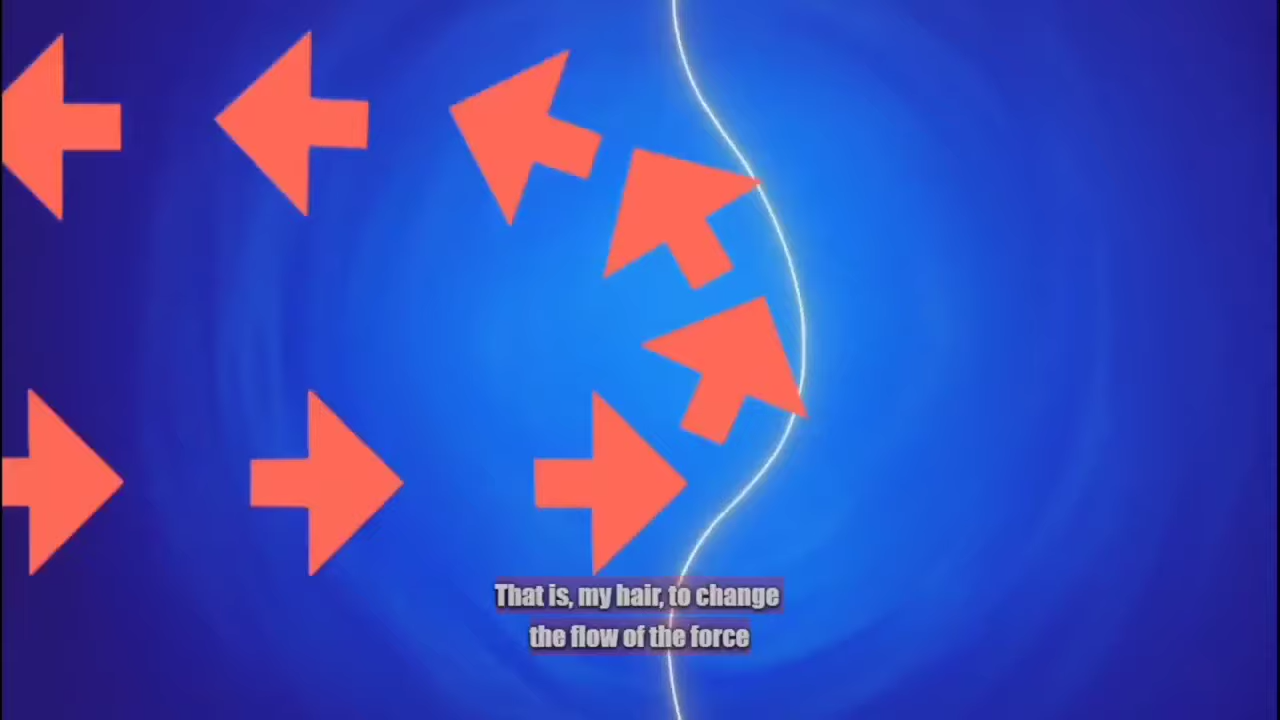 That is, my hair, to change
the flow of the force